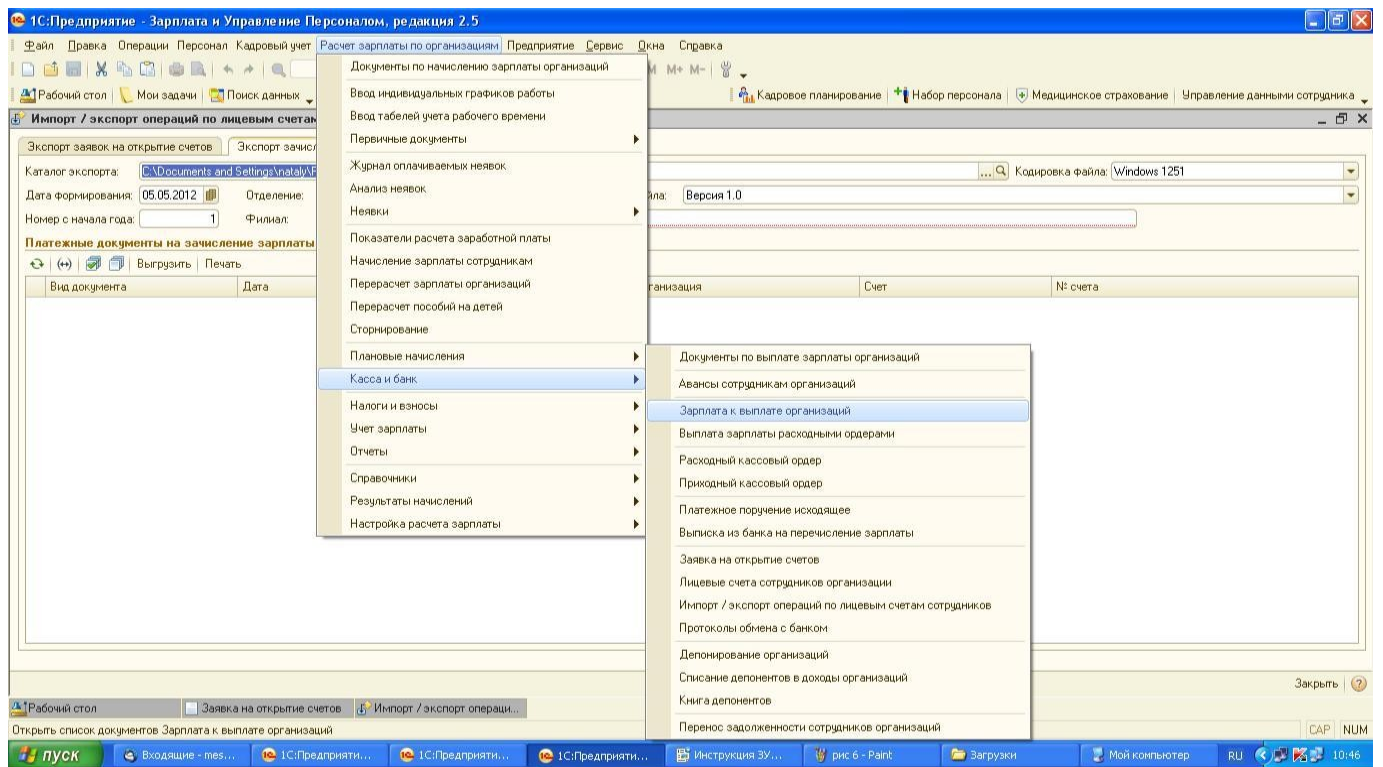 1С:Предприятие - Зарплата и Управление Персоналом, редакция 2.5
Файл Правка Операции Персонал Кадровый учет Расчет зарплаты по организациям Предприятие Сервис Окна Справка
M+ M-
Рабочий стол Мои задачи Поиск данных Кадровое планирование Набор персонала Медицинское страхование Управление данными сотрудника
Импорт / экспорт операций по лицевым счетам
Экспорт заявок на открытие счетов Экспорт зачис
Каталог экспорта: C:\Documents and Settings\nataly\ ... Кодировка файла: Windows 1251
Дата формирования: 05.05.2012 Отделение: Версия 1.0
Номер с начала года: 1 Филиал:
Платежные документы на зачисление зарплаты
Выгрузить Печать
Вид документа Дата Счет № счета
Документы по начислению зарплаты организаций
Ввод индивидуальных графиков работы
Ввод табелей учета рабочего времени
Первичные документы
Журнал оплачиваемых неявок
Анализ неявок
Неявки
Показатели расчета заработной платы
Начисление зарплаты сотрудникам
Перерасчет зарплаты организаций
Перерасчет пособий на детей
Сторнирование
Плановые начисления
Касса и банк
Налоги и взносы
Учет зарплаты
Отчеты
Справочники
Результаты начислений
Настройка расчета зарплаты
Документы по выплате зарплаты организаций
Авансы сотрудникам организаций
Зарплата к выплате организаций
Выплата зарплаты расходными ордерами
Расходный кассовый ордер
Приходный кассовый ордер
Платежное поручение исходящее
Выписка из банка на перечисление зарплаты
Заявка на открытие счетов
Лицевые счета сотрудников организации
Импорт / экспорт операций по лицевым счетам сотрудников
Протоколы обмена с банком
Депонирование организаций
Списание депонентов в доходы организаций
Книга депонентов
Перенос задолженности сотрудников организаций
Закрыть
Рабочий стол Заявка на открытие счетов Импорт / экспорт операци...
Открыть список документов Зарплата к выплате организаций CAP NUM
пуск Входящие - mes... 1С:Предприяти... 1С:Предприяти... 1С:Предприяти... Инструкция ЗУ... рис 6 - Paint Загрузки Мой компьютер RU 10:46